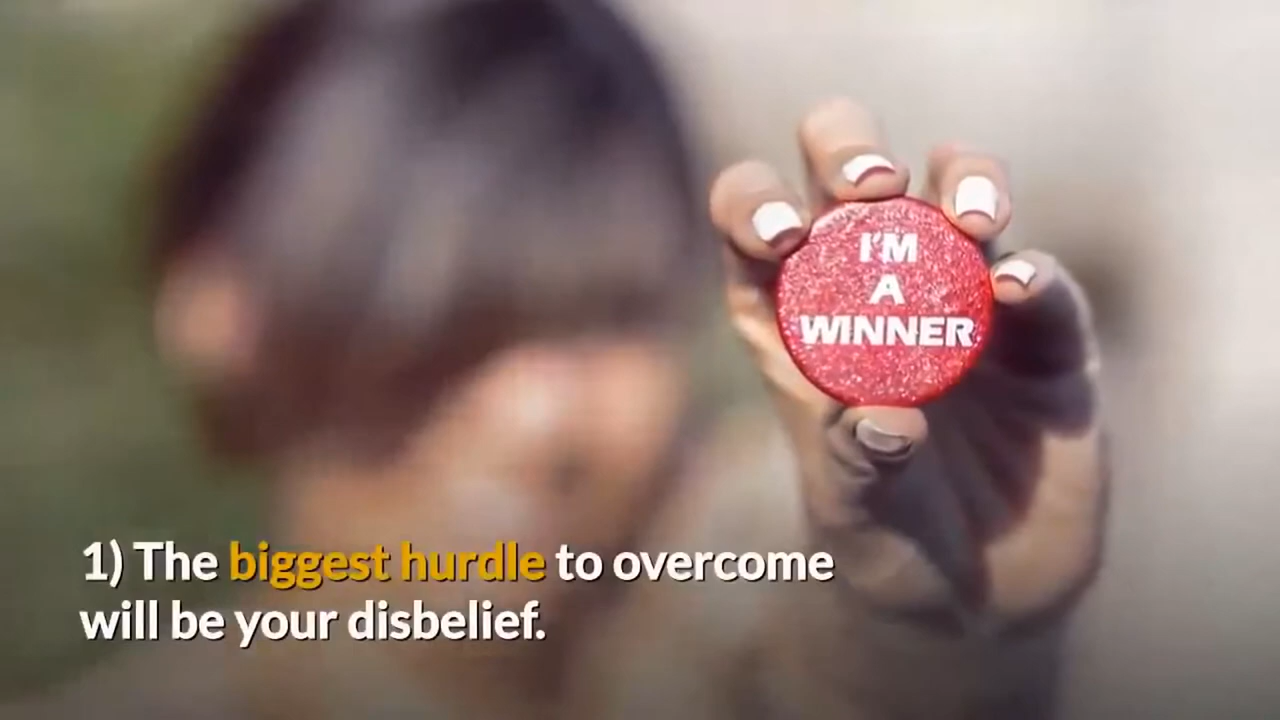 I'M
A
WINNER
1) The biggest hurdle to overcome
will be your disbelief.